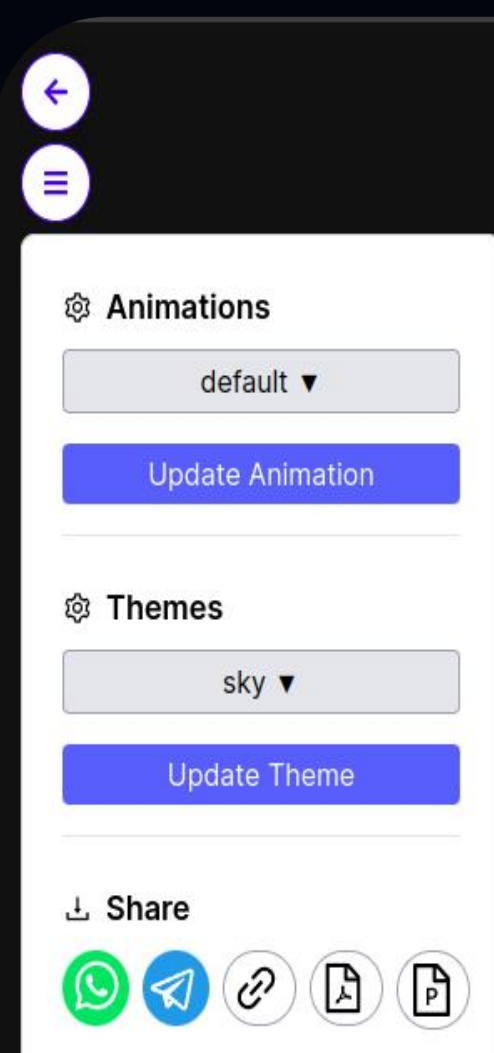 Animations
default ▼
Update Animation
Themes
sky ▼
Update Theme
Share
P